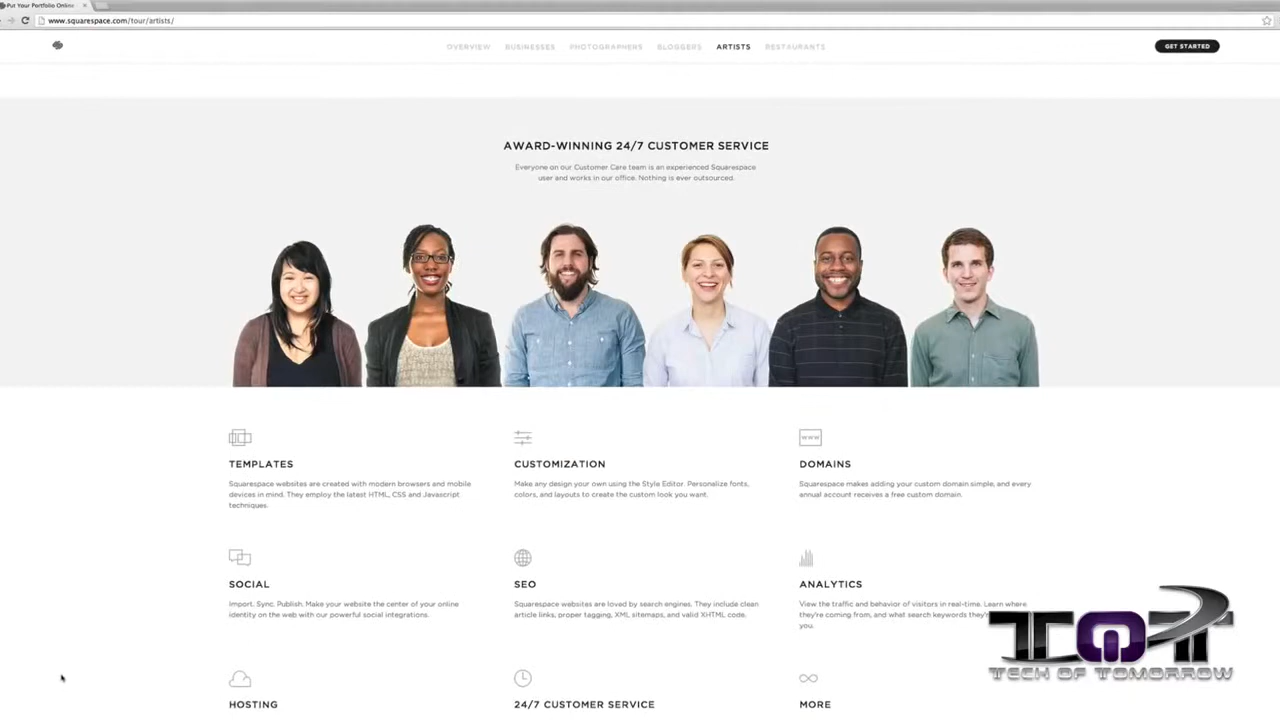 Put Your Portfolio Online
www.squarespace.com/tour/artists/
OVERVIEW BUSINESSES PHOTOGRAPHERS BLOGGERS ARTISTS RESTAURANTS
GET STARTED
AWARD-WINNING 24/7 CUSTOMER SERVICE
Everyone on our Customer Care team is an experienced Squarespace
user and works in our office. Nothing is ever outsourced.
TEMPLATES
Squarespace websites are created with modern browsers and mobile
devices in mind. They employ the latest HTML, CSS and Javascript
techniques.
CUSTOMIZATION
Make any design your own using the Style Editor. Personalize fonts,
colors, and layouts to create the custom look you want.
WWW
DOMAINS
Squarespace makes adding your custom domain simple, and every
annual account receives a free custom domain.
SOCIAL
Import. Sync. Publish. Make your website the center of your online
identity on the web with our powerful social integrations.
SEO
Squarespace websites are loved by search engines. They include clean
article links, proper tagging, XML sitemaps, and valid XHTML code.
ANALYTICS
View the traffic and behavior of visitors in real-time. Learn where
they're coming from, and what search keywords they'
you.
HOSTING
24/7 CUSTOMER SERVICE
MORE
TOT
TECH OF TOMORROW